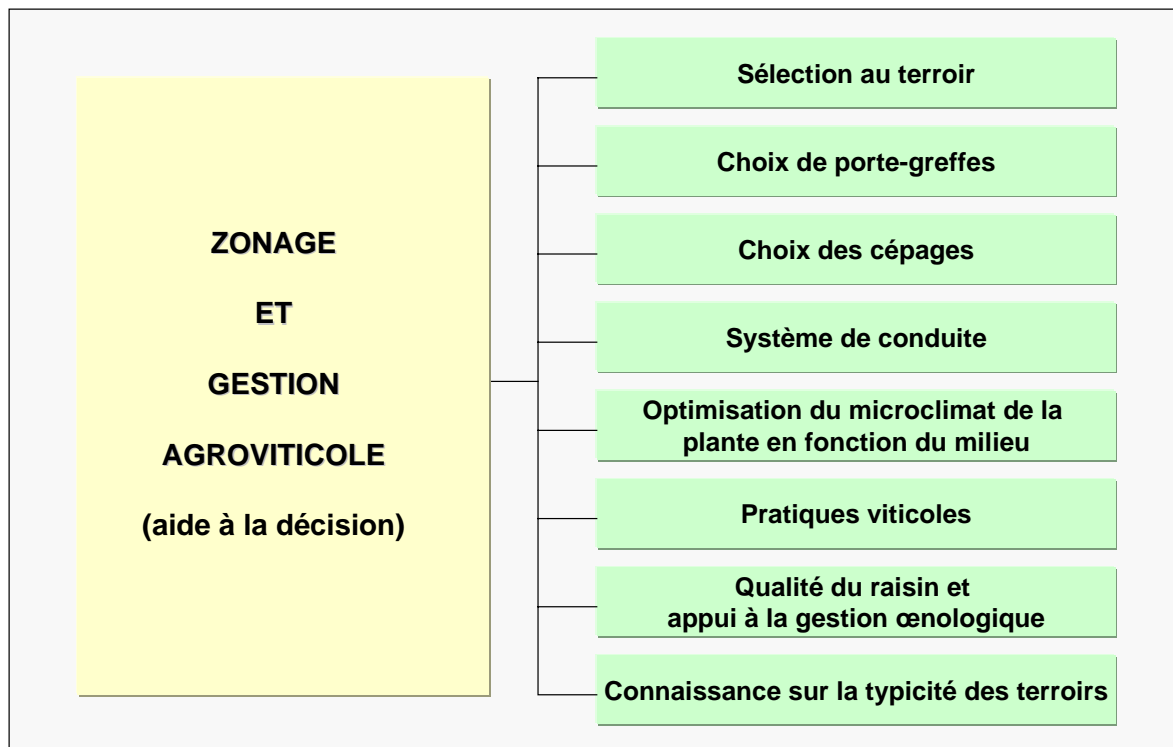 ZONAGE
ET
GESTION
AGROVITICOLE
(aide à la décision)
Sélection au terroir
Choix de porte-greffes
Choix des cépages
Système de conduite
Optimisation du microclimat de la
plante en fonction du milieu
Pratiques viticoles
Qualité du raisin et
appui à la gestion œnologique
Connaissance sur la typicité des terroirs